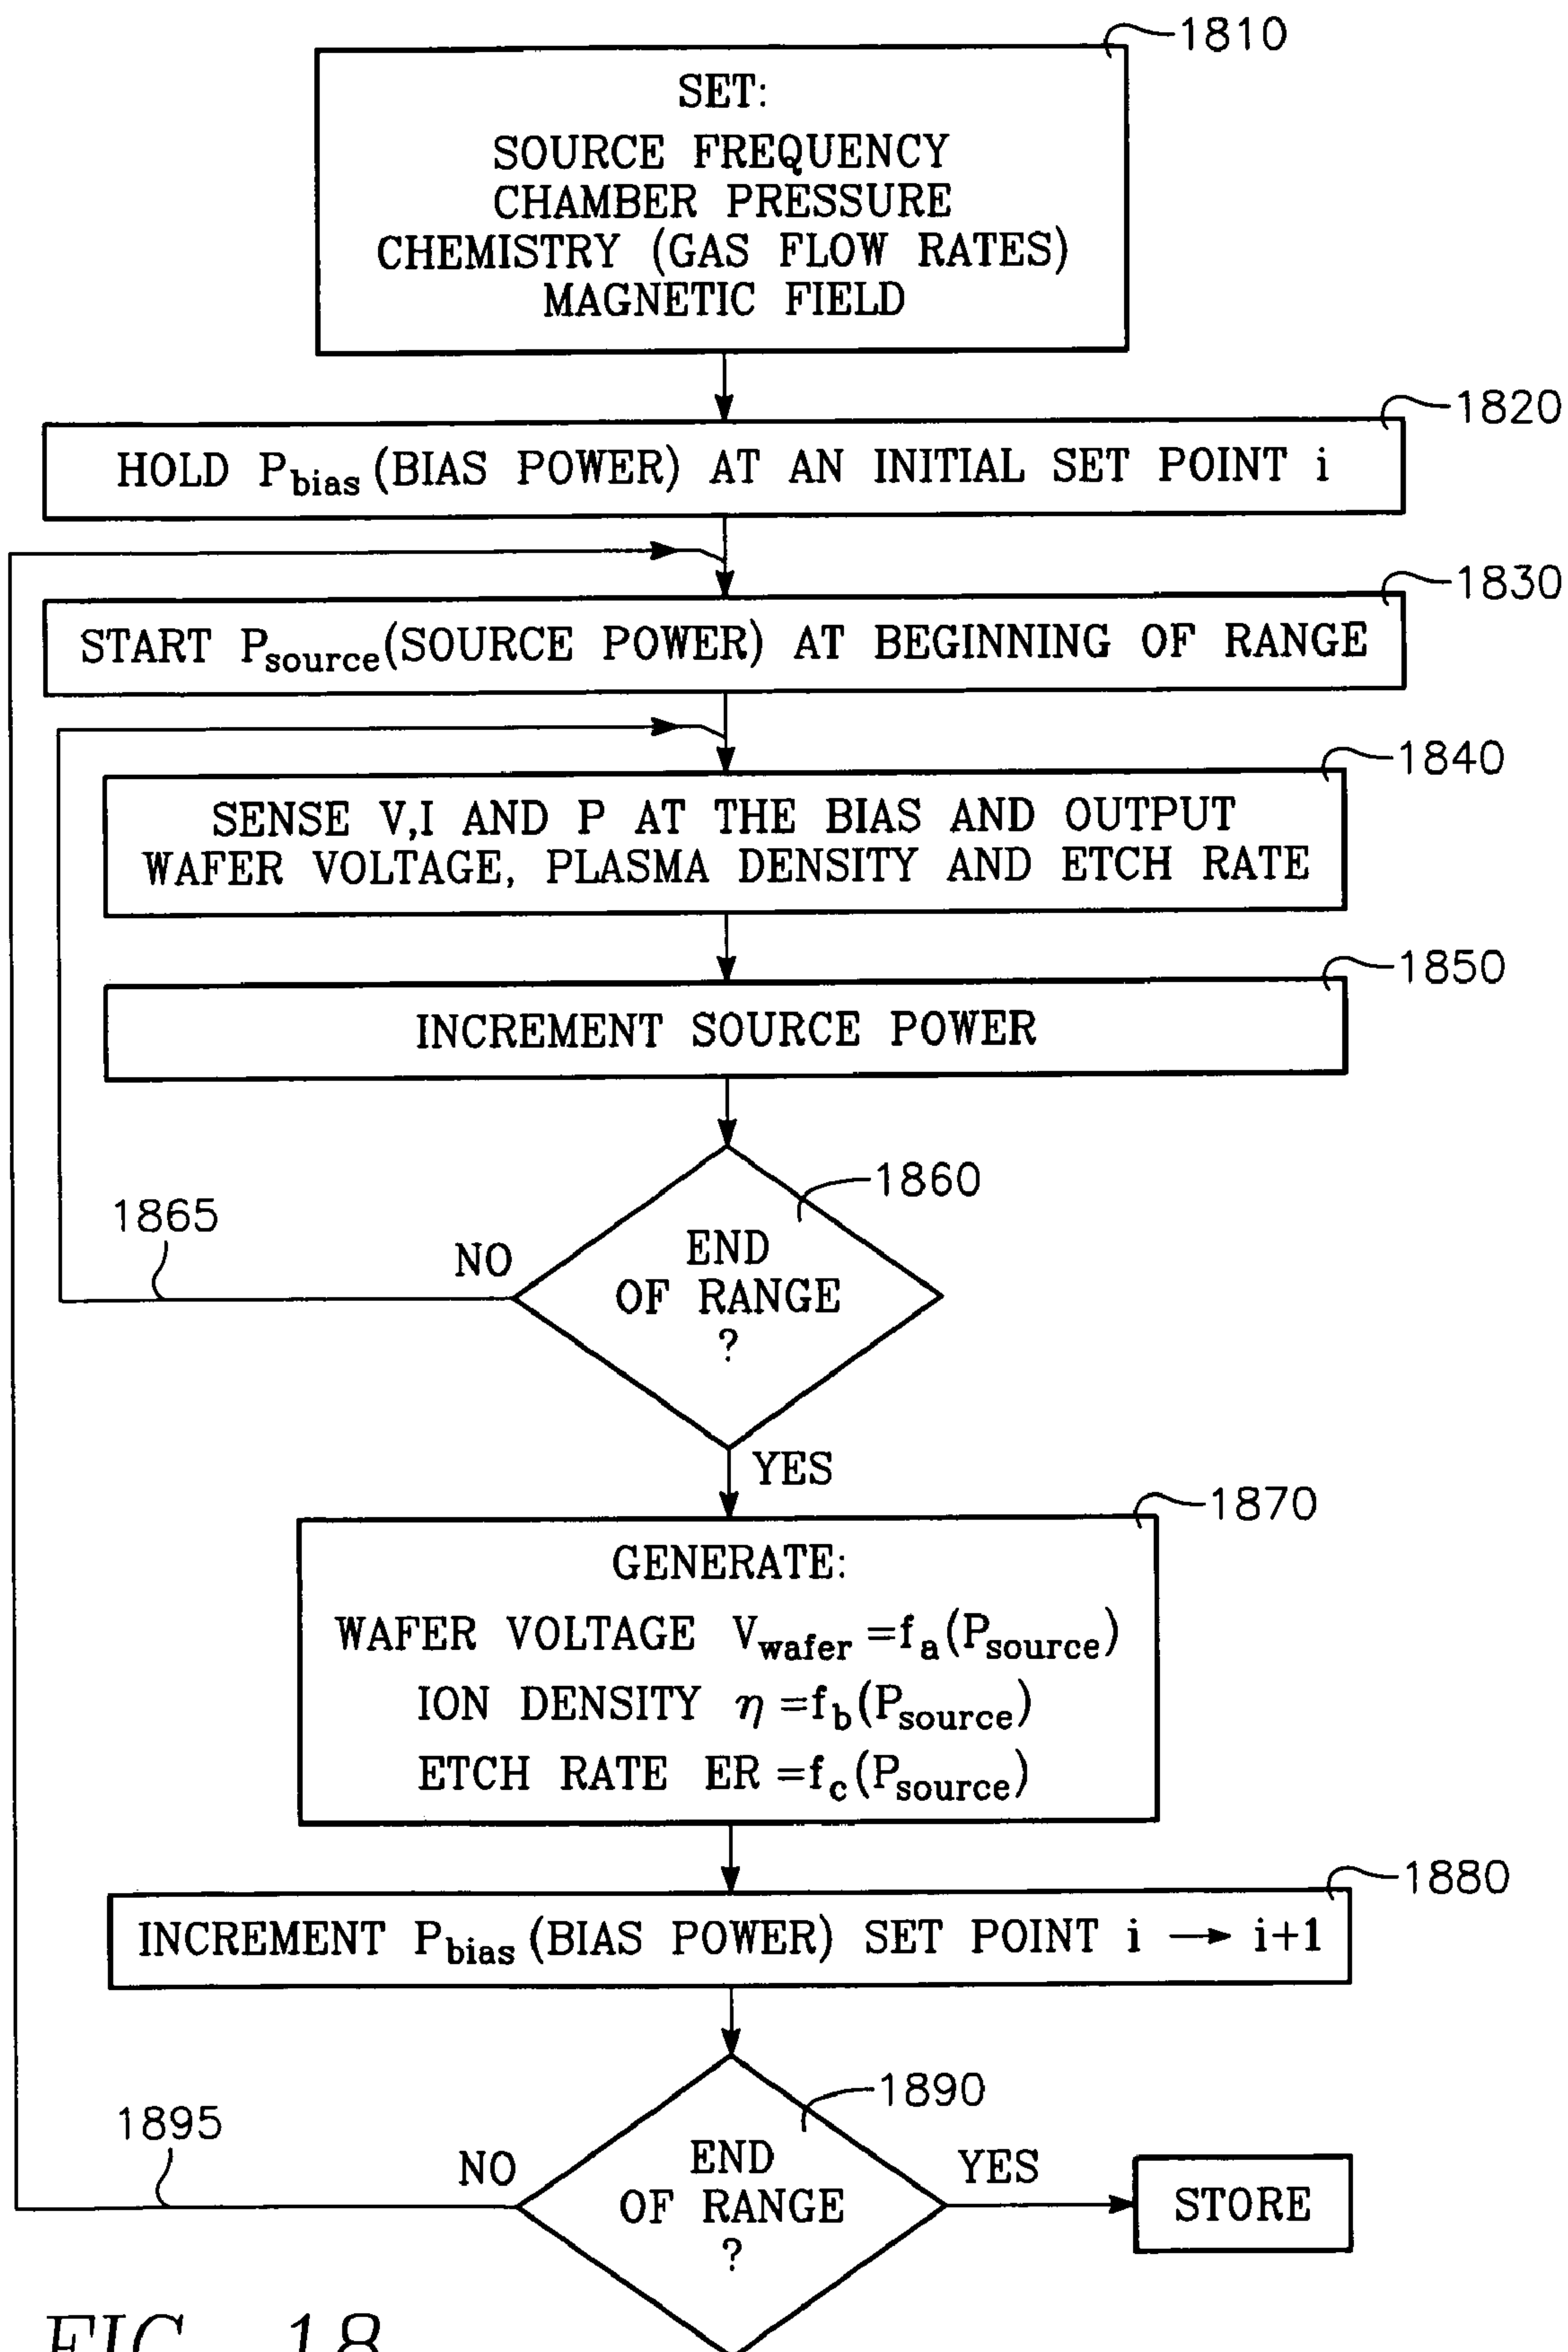 1810
SET:
SOURCE FREQUENCY
CHAMBER PRESSURE
CHEMISTRY (GAS FLOW RATES)
MAGNETIC FIELD
1820
HOLD Pbias (BIAS POWER) AT AN INITIAL SET POINT i
1830
START Psource(SOURCE POWER) AT BEGINNING OF RANGE
1840
SENSE V,I AND P AT THE BIAS AND OUTPUT
WAFER VOLTAGE, PLASMA DENSITY AND ETCH RATE
1850
INCREMENT SOURCE POWER
1860
1865
NO
END
OF RANGE
?
YES
1870
GENERATE:
WAFER VOLTAGE Vwafer =fa(Psource)
ION DENSITY η =fb(Psource)
ETCH RATE ER =fc(Psource)
1880
INCREMENT Pbias (BIAS POWER) SET POINT i → i+1
1890
1895
NO
END
OF RANGE
?
YES
STORE
FIG. 18